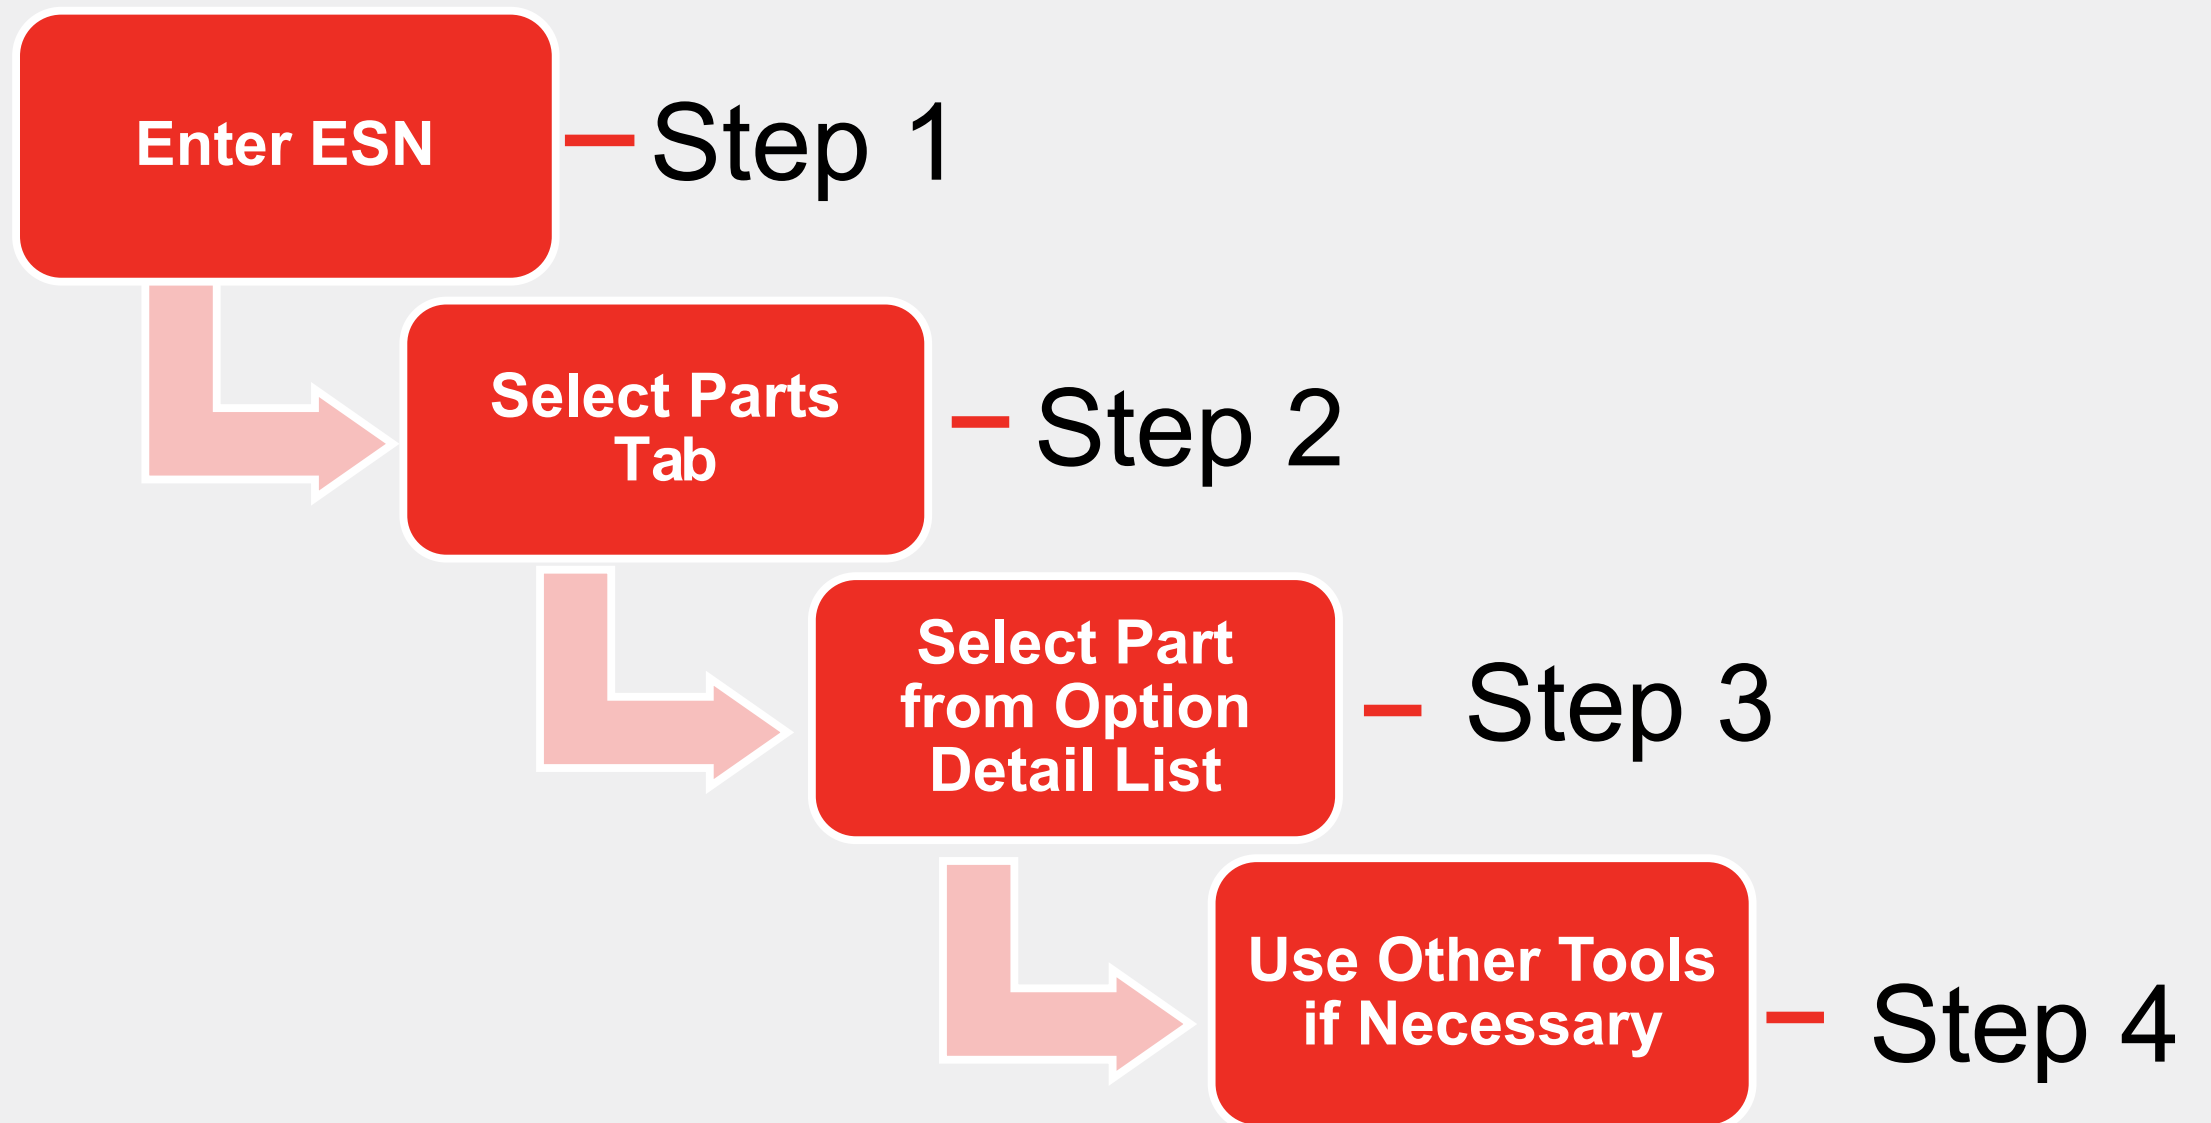 Enter ESN
Step 1
Select Parts
Tab
Step 2
Select Part
from Option
Detail List
Step 3
Use Other Tools
if Necessary
Step 4